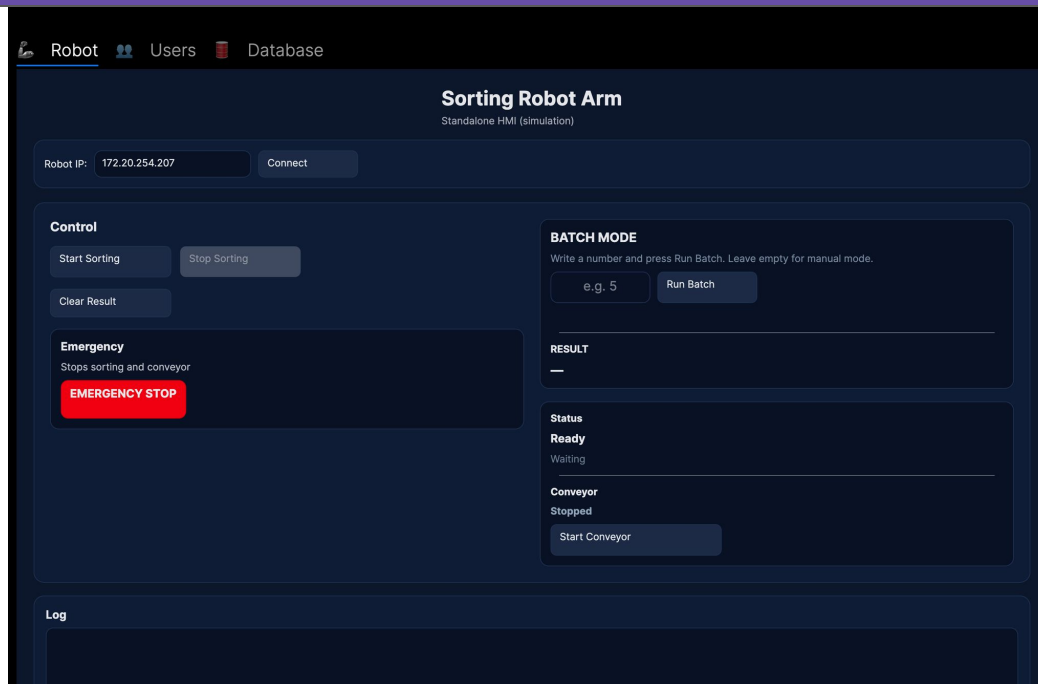 Robot Users Database
Sorting Robot Arm
Standalone HMI (simulation)
Robot IP: 172.20.254.207 Connect
Control
Start Sorting Stop Sorting
Clear Result
Emergency
Stops sorting and conveyor
EMERGENCY STOP
BATCH MODE
Write a number and press Run Batch. Leave empty for manual mode.
e.g. 5 Run Batch
RESULT
—
Status
Ready
Waiting
Conveyor
Stopped
Start Conveyor
Log